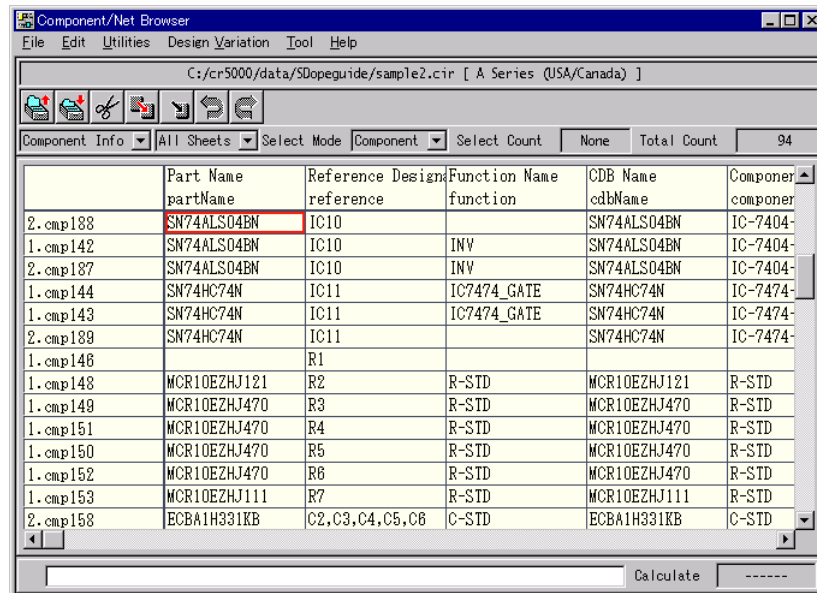 Component/Net Browser
File Edit Utilities Design Variation Tool Help
C:/cr5000/data/SDopeguide/sample2.cir [ A Series (USA/Canada) ]
Component Info All Sheets Select Mode Component Select Count None Total Count 94
Part Name Reference Design Function Name CDB Name Componen
partName reference function cdbName componen
2.cmp188 SN74ALS04BN IC10 SN74ALS04BN IC-7404-
1.cmp142 SN74ALS04BN IC10 INV SN74ALS04BN IC-7404-
2.cmp187 SN74ALS04BN IC10 INV SN74ALS04BN IC-7404-
1.cmp144 SN74HC74N IC11 IC7474_GATE SN74HC74N IC-7474-
1.cmp143 SN74HC74N IC11 IC7474_GATE SN74HC74N IC-7474-
2.cmp189 SN74HC74N IC11 SN74HC74N IC-7474-
1.cmp146 R1
1.cmp148 MCR10EZHJ121 R2 R-STD MCR10EZHJ121 R-STD
1.cmp149 MCR10EZHJ470 R3 R-STD MCR10EZHJ470 R-STD
1.cmp151 MCR10EZHJ470 R4 R-STD MCR10EZHJ470 R-STD
1.cmp150 MCR10EZHJ470 R5 R-STD MCR10EZHJ470 R-STD
1.cmp152 MCR10EZHJ470 R6 R-STD MCR10EZHJ470 R-STD
1.cmp153 MCR10EZHJ111 R7 R-STD MCR10EZHJ111 R-STD
2.cmp158 ECBA1H331KB C2,C3,C4,C5,C6 C-STD ECBA1H331KB C-STD
Calculate ------